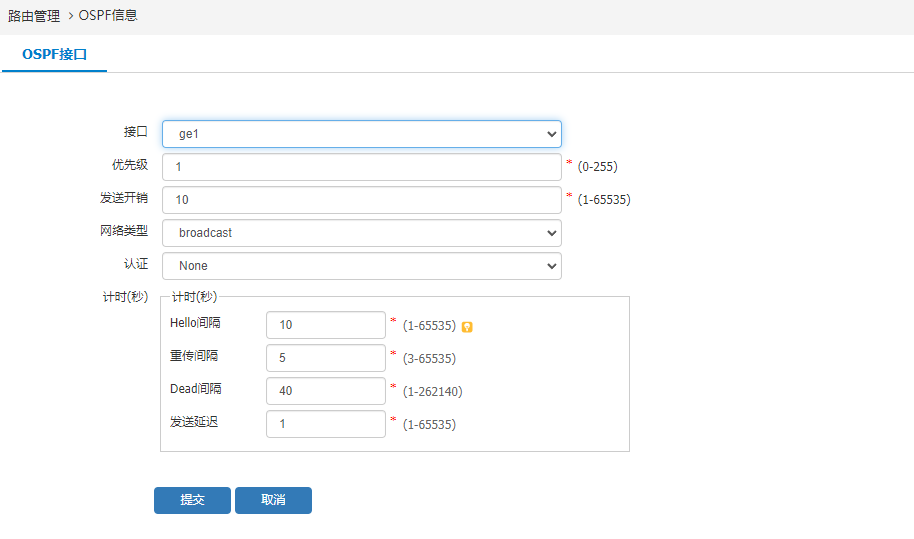 路由管理 > OSPF信息
OSPF接口
接口 ge1
优先级 1 * (0-255)
发送开销 10 * (1-65535)
网络类型 broadcast
认证 None
计时(秒) 计时(秒)
Hello间隔 10 * (1-65535) ?
重传间隔 5 * (3-65535)
Dead间隔 40 * (1-262140)
发送延迟 1 * (1-65535)
提交 取消